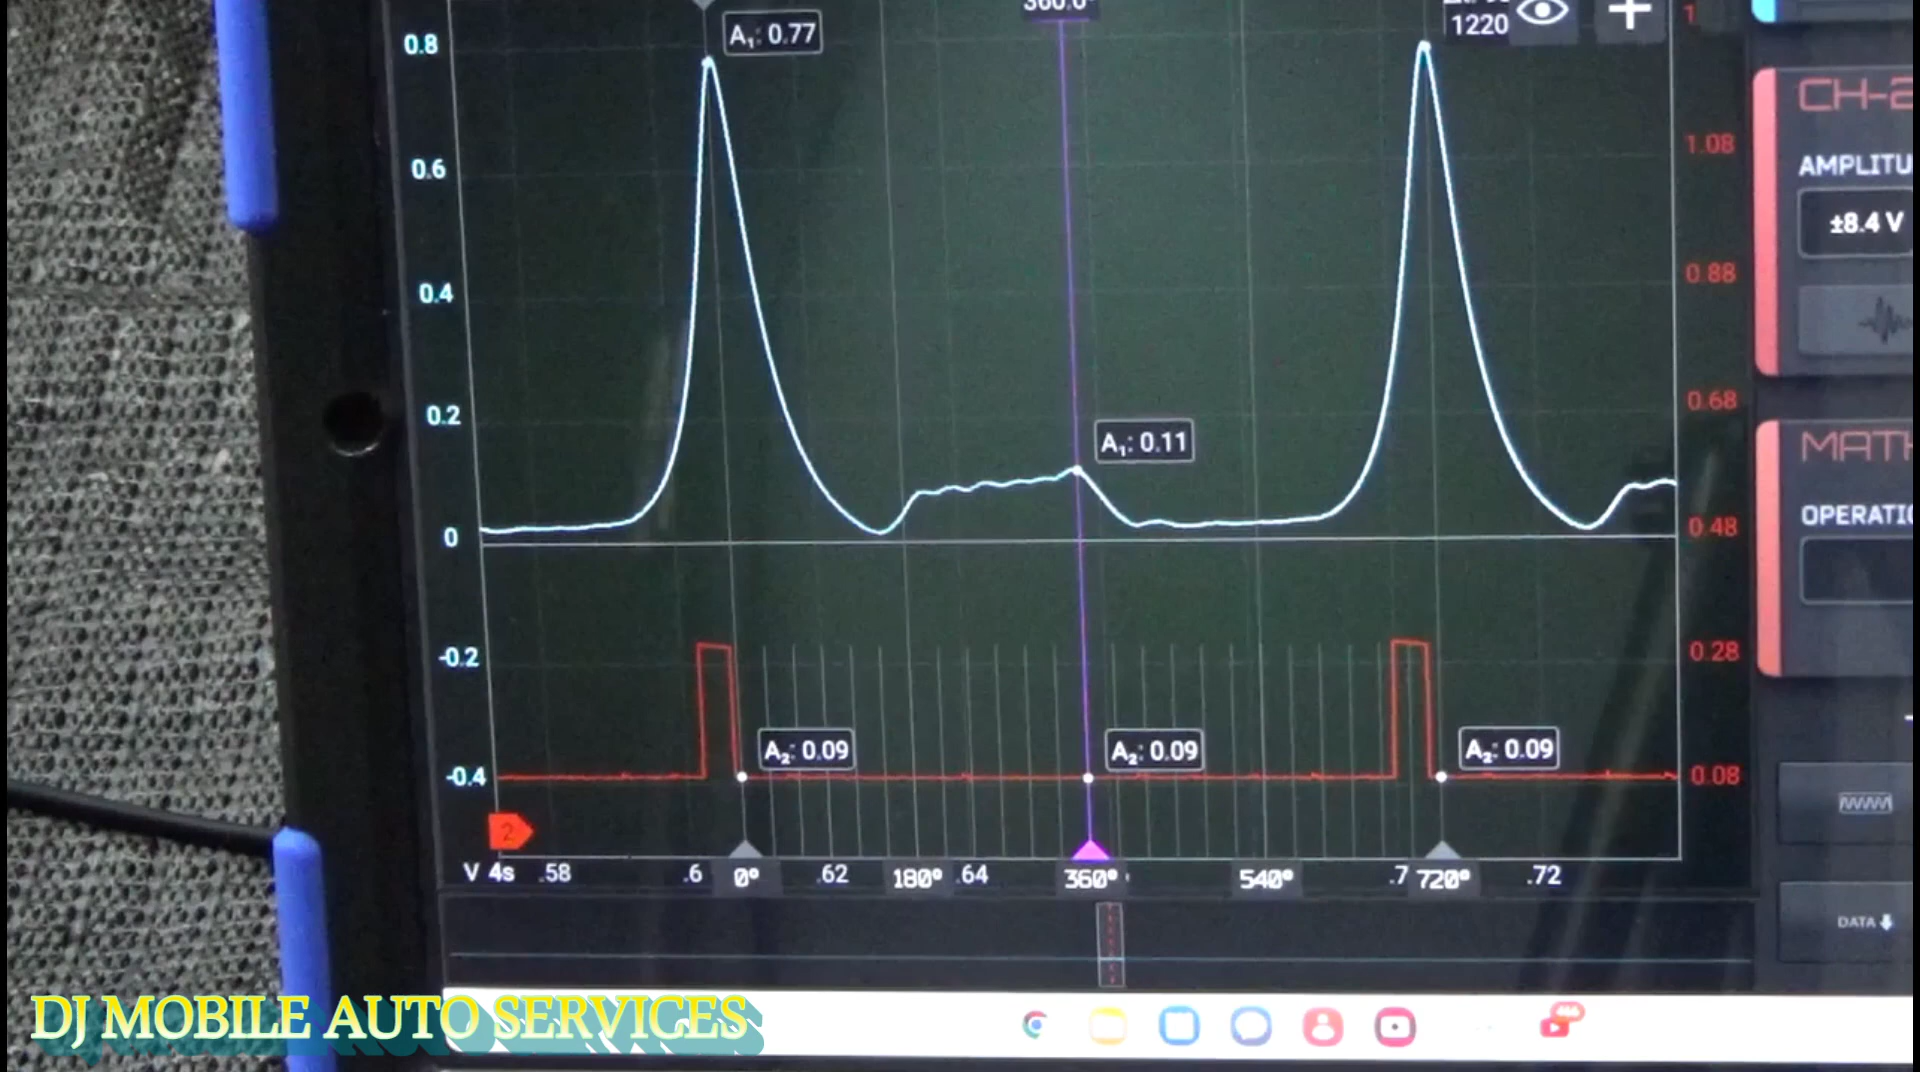 360.0°
1220
1
0.8
A₁: 0.77
CH-2
1.08
AMPLITU
0.6
±8.4 V
0.88
0.4
0.68
0.2
A₁: 0.11
MATH
OPERATIO
0
0.48
-0.2
0.28
A₂: 0.09
A₂: 0.09
A₂: 0.09
-0.4
0.08
2
V 4s .58 .6 0° .62 180° .64 360° 540° .7 720° .72
DATA
DJ MOBILE AUTO SERVICES